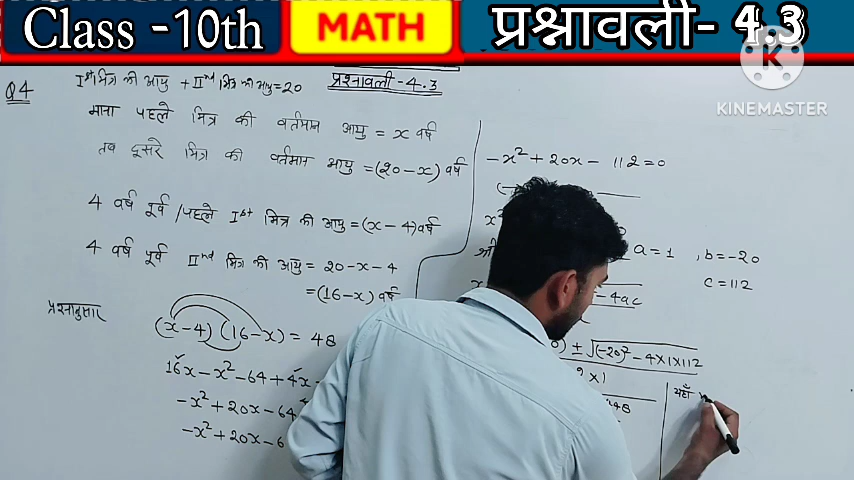 Class -10th
MATH
प्रश्नावली- 4.3
KINEMASTER
Q4
Iˢᵗ मित्र की आयु + IIⁿᵈ मित्र की आयु = 20
प्रश्नावली-4.3
माना पहले मित्र की वर्तमान आयु = x वर्ष
तब दूसरे मित्र की वर्तमान आयु = (20-x) वर्ष
4 वर्ष पूर्व / पहले Iˢᵗ मित्र की आयु = (x-4) वर्ष
4 वर्ष पूर्व IIⁿᵈ मित्र की आयु = 20-x-4
= (16-x) वर्ष
प्रश्नानुसार
(x-4) (16-x) = 48
16x - x² - 64 + 4x
-x² + 20x - 64
-x² + 20x - 6
-x² + 20x - 112 = 0
a = 1 , b = -20
c = 112
- 4ac
) ± √(-20)² - 4×1×112
×1
48
यहाँ